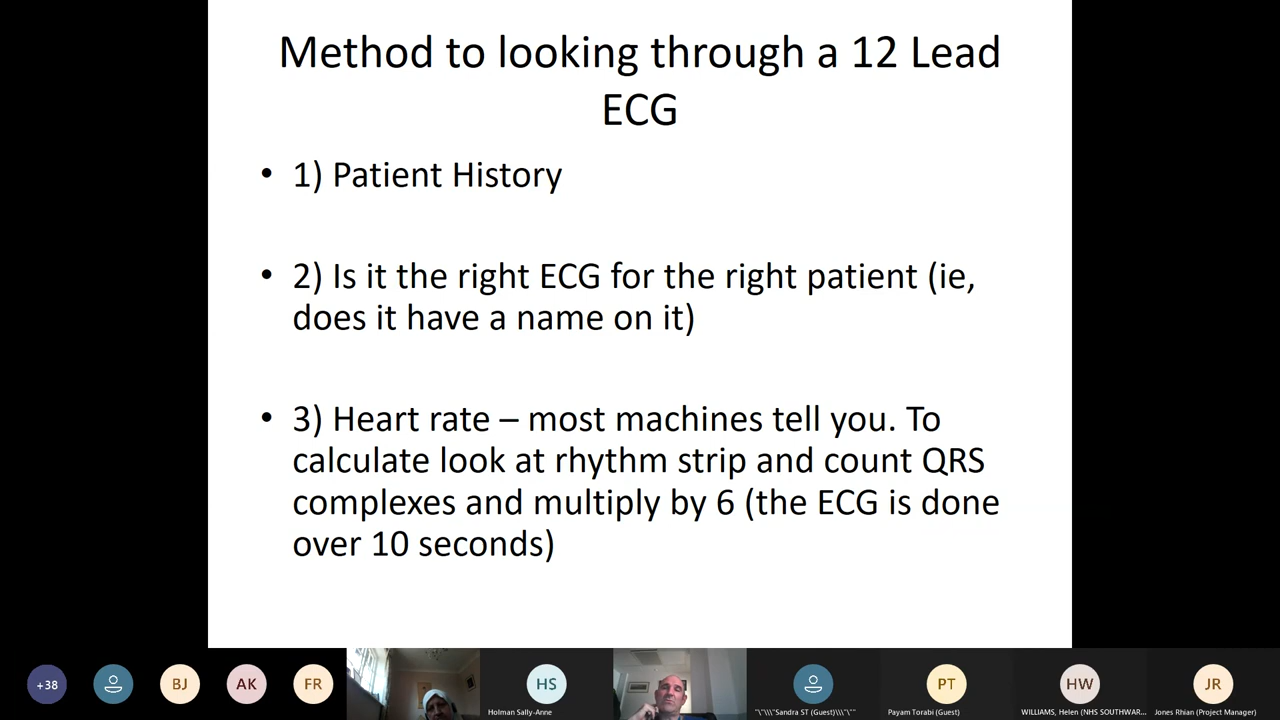 Method to looking through a 12 Lead
ECG
• 1) Patient History
• 2) Is it the right ECG for the right patient (ie,
does it have a name on it)
• 3) Heart rate – most machines tell you. To
calculate look at rhythm strip and count QRS
complexes and multiply by 6 (the ECG is done
over 10 seconds)
+38
BJ
AK
FR
HS
PT
HW
JR
Holman Sally-Anne
"\"\\\"Sandra ST (Guest)\\\"\""
Payam Torabi (Guest)
WILLIAMS, Helen (NHS SOUTHWAR...
Jones Rhian (Project Manager)